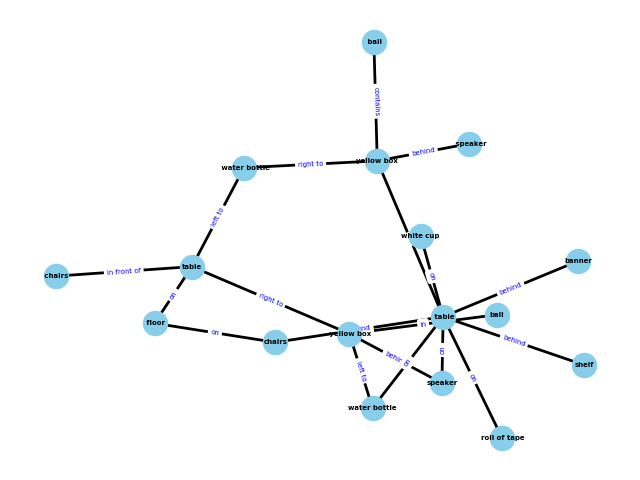 ball
contains
speaker
behind
yellow box
right to
water bottle
left to
white cup
on
banner
behind
table
in front of
chairs
on
right to
floor
on
chairs
yellow box
in
table
ball
behind
shelf
left to
behind
on
on
speaker
on
water bottle
roll of tape